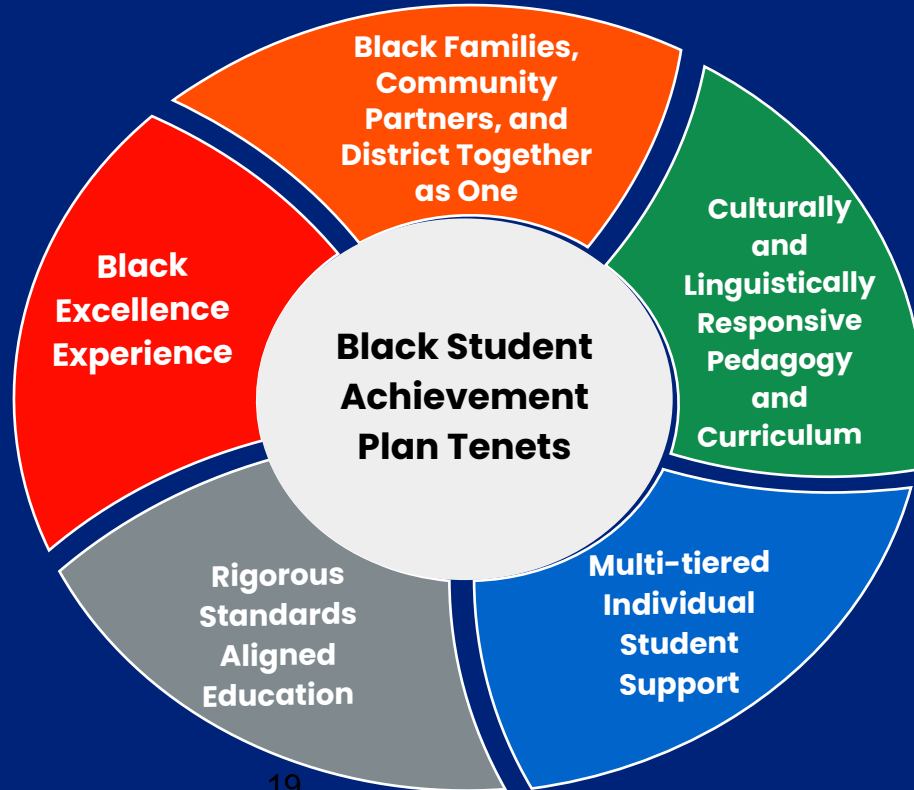 Black Families,
Community
Partners, and
District Together
as One
Culturally
and
Linguistically
Responsive
Pedagogy
and
Curriculum
Black
Excellence
Experience
Black Student
Achievement
Plan Tenets
Multi-tiered
Individual
Student
Support
Rigorous
Standards
Aligned
Education
19